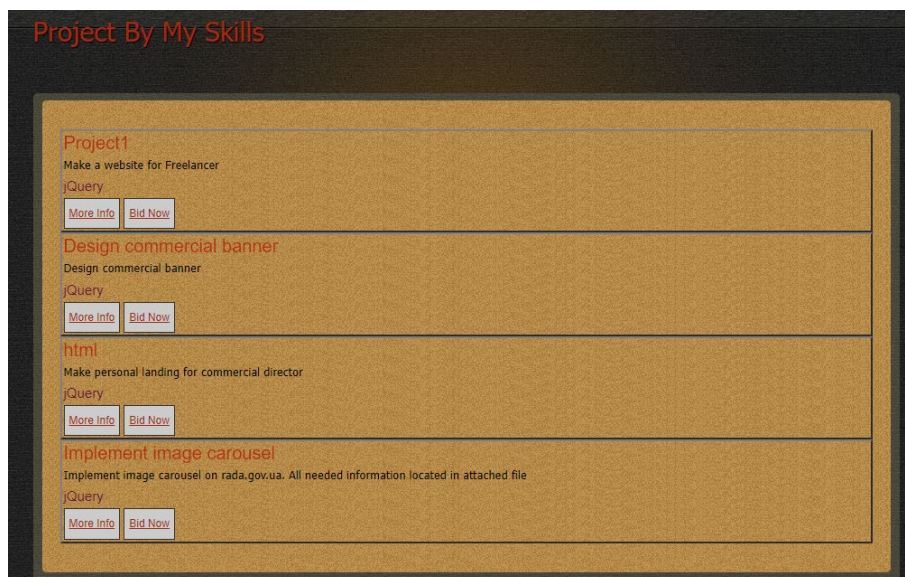 Project By My Skills
Project1
Make a website for Freelancer
jQuery
More Info Bid Now
Design commercial banner
Design commercial banner
jQuery
More Info Bid Now
html
Make personal landing for commercial director
jQuery
More Info Bid Now
Implement image carousel
Implement image carousel on rada.gov.ua. All needed information located in attached file
jQuery
More Info Bid Now